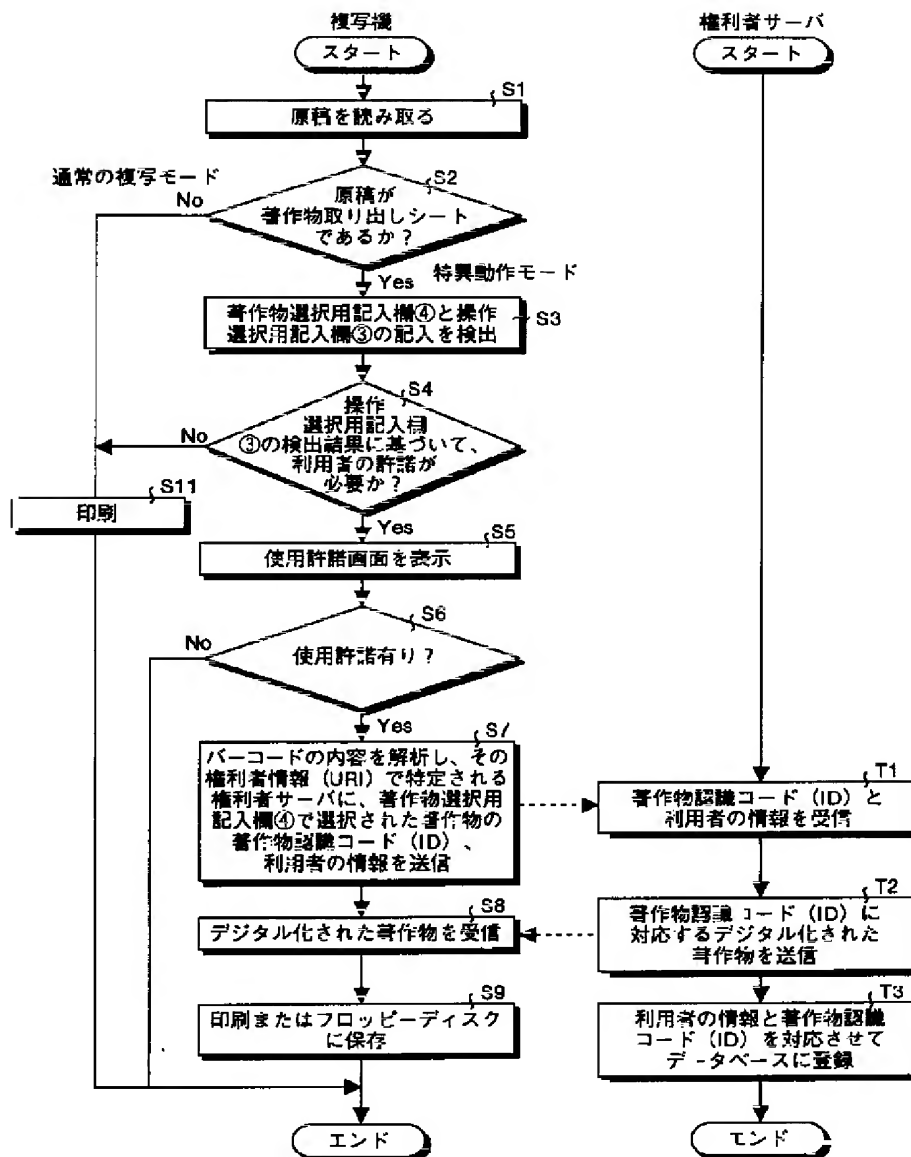 複写機
スタート
S1
原稿を読み取る
S2
通常の複写モード
No
原稿が
著作物取り出しシート
であるか？
Yes
特異動作モード
著作物選択用記入欄④と操作
選択用記入欄③の記入を検出
S3
S4
操作
選択用記入欄
③の検出結果に基づいて、
利用者の許諾が
必要か？
No
S11
印刷
Yes
S5
使用許諾画面を表示
S6
No
使用許諾有り？
Yes
S7
バーコードの内容を解析し、その
権利者情報（URI）で特定される
権利者サーバに、著作物選択用
記入欄④で選択された著作物の
著作物認識コード（ID）、
利用者の情報を送信
S8
デジタル化された著作物を受信
S9
印刷またはフロッピーディスク
に保存
エンド
権利者サーバ
スタート
T1
著作物認識コード（ID）と
利用者の情報を受信
T2
著作物認識コード（ID）に
対応するデジタル化された
著作物を送信
T3
利用者の情報と著作物認識
コード（ID）を対応させて
データベースに登録
エンド